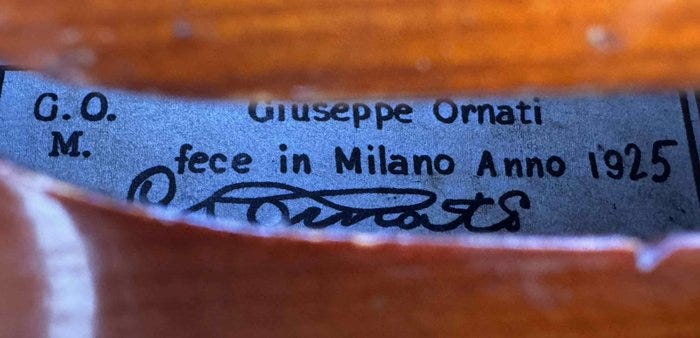 G. O. Giuseppe Ornati
M. fece in Milano Anno 1925